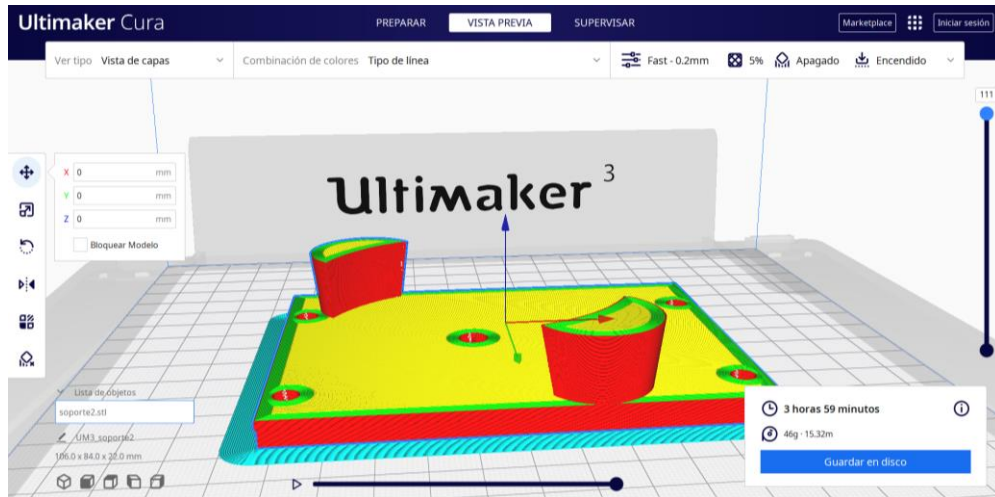 Ultimaker Cura
PREPARAR
VISTA PREVIA
SUPERVISAR
Marketplace
Iniciar sesión
Ver tipo Vista de capas
Combinación de colores Tipo de línea
Fast - 0.2mm
5%
Apagado
Encendido
111
X 0 mm
Y 0 mm
Z 0 mm
Bloquear Modelo
Ultimaker 3
Lista de objetos
soporte2.stl
UM3_soporte2
106.0 x 84.0 x 22.0 mm
3 horas 59 minutos
46g · 15.32m
Guardar en disco